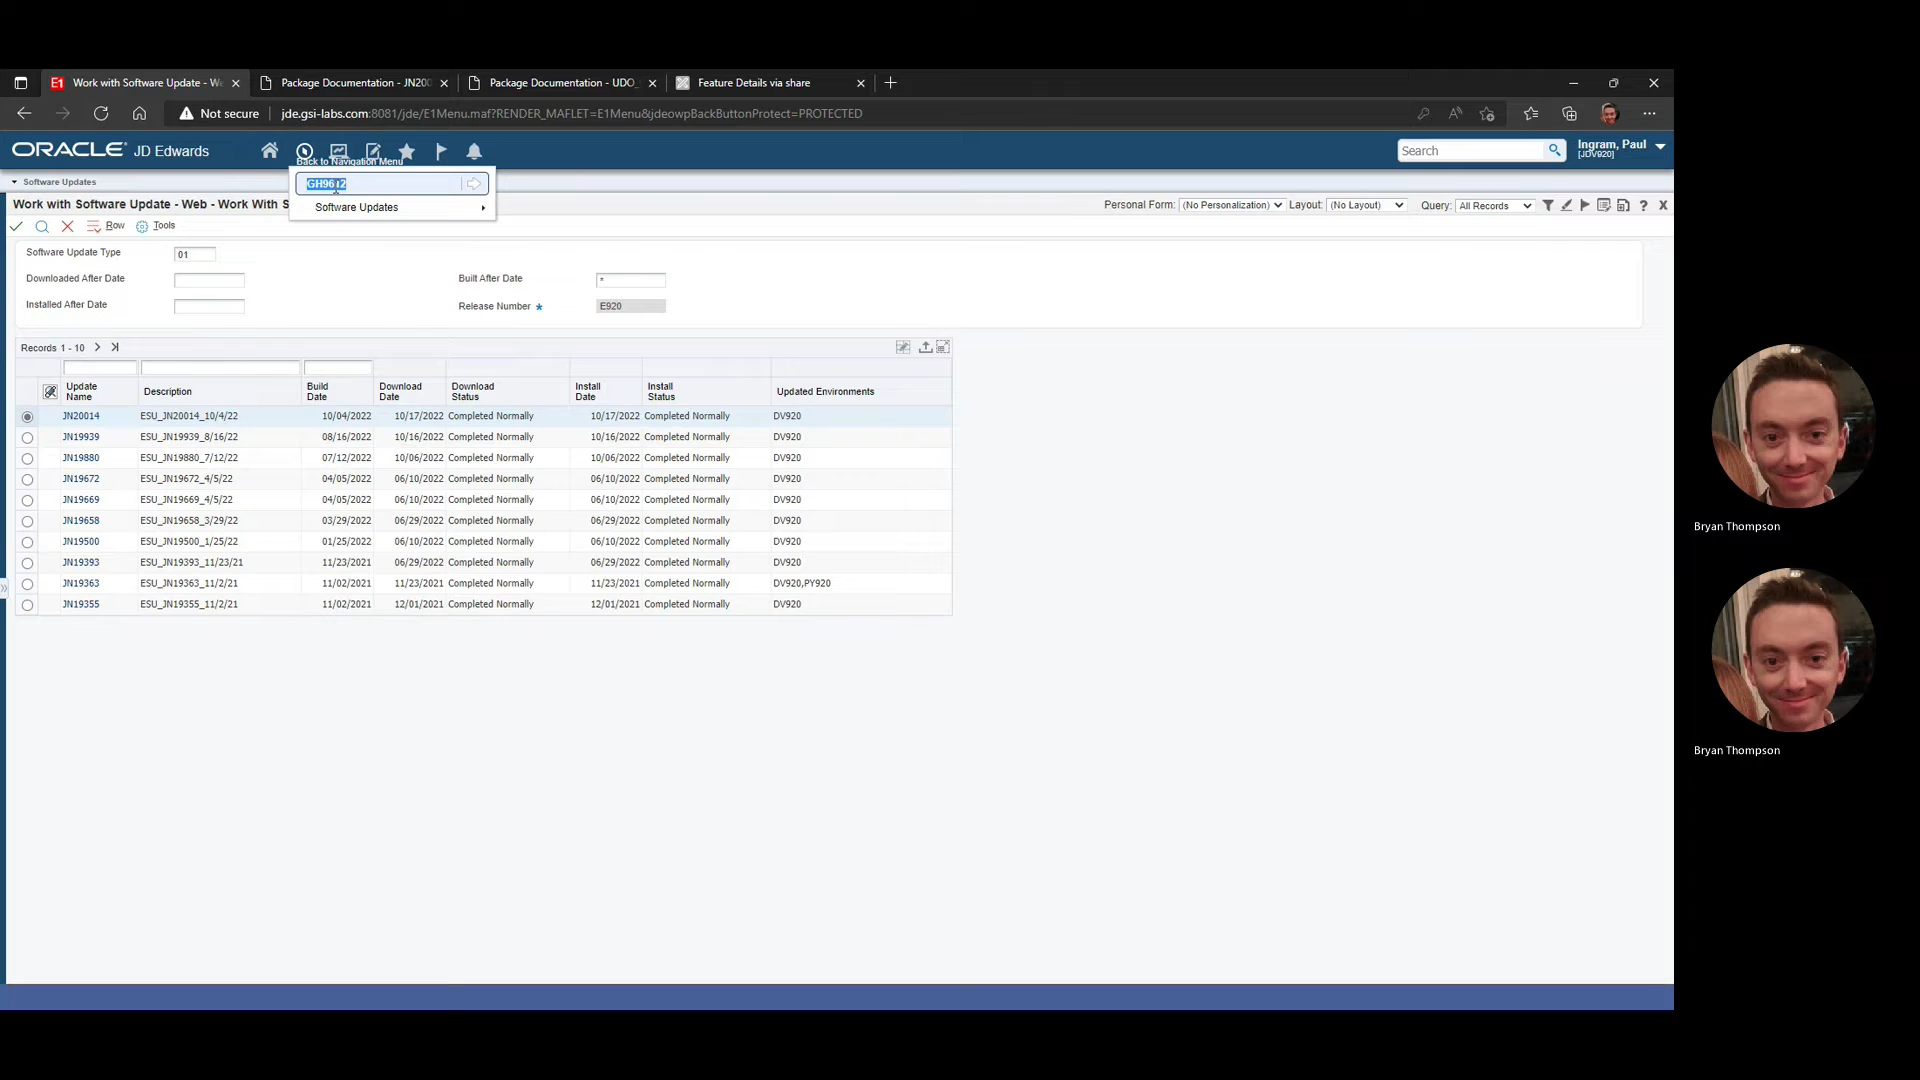 E1 Work with Software Update - We
Package Documentation - JN200
Package Documentation - UDO_
Feature Details via share
Not secure jde.gsi-labs.com:8081/jde/E1Menu.maf?RENDER_MAFLET=E1Menu&jdeowpBackButtonProtect=PROTECTED
ORACLE JD Edwards
Search
Ingram, Paul
[JDV920]
Back to Navigation Menu
Software Updates
GH9612
Software Updates
Work with Software Update - Web - Work With S
Personal Form: (No Personalization) Layout: (No Layout) Query: All Records
Row Tools
Software Update Type 01
Downloaded After Date Built After Date *
Installed After Date Release Number * E920
Records 1 - 10
Update Name Description Build Date Download Date Download Status Install Date Install Status Updated Environments
JN20014 ESU_JN20014_10/4/22 10/04/2022 10/17/2022 Completed Normally 10/17/2022 Completed Normally DV920
JN19939 ESU_JN19939_8/16/22 08/16/2022 10/16/2022 Completed Normally 10/16/2022 Completed Normally DV920
JN19880 ESU_JN19880_7/12/22 07/12/2022 10/06/2022 Completed Normally 10/06/2022 Completed Normally DV920
JN19672 ESU_JN19672_4/5/22 04/05/2022 06/10/2022 Completed Normally 06/10/2022 Completed Normally DV920
JN19669 ESU_JN19669_4/5/22 04/05/2022 06/10/2022 Completed Normally 06/10/2022 Completed Normally DV920
JN19658 ESU_JN19658_3/29/22 03/29/2022 06/29/2022 Completed Normally 06/29/2022 Completed Normally DV920
JN19500 ESU_JN19500_1/25/22 01/25/2022 06/10/2022 Completed Normally 06/10/2022 Completed Normally DV920
JN19393 ESU_JN19393_11/23/21 11/23/2021 06/29/2022 Completed Normally 06/29/2022 Completed Normally DV920
JN19363 ESU_JN19363_11/2/21 11/02/2021 11/23/2021 Completed Normally 11/23/2021 Completed Normally DV920,PY920
JN19355 ESU_JN19355_11/2/21 11/02/2021 12/01/2021 Completed Normally 12/01/2021 Completed Normally DV920
Bryan Thompson
Bryan Thompson